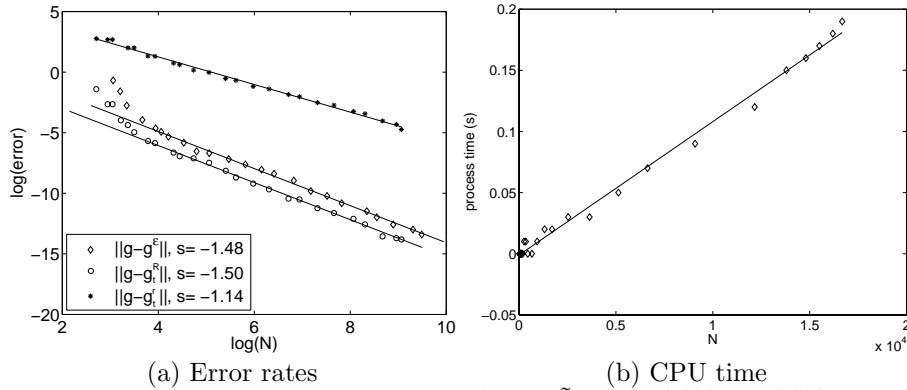 5
0
−5
−10
−15
−20
log(error)
||g−g^ε||, s= −1.48
||g−g_t^R||, s= −1.50
||g−g_t^r||, s= −1.14
2
4
6
8
10
log(N)
(a) Error rates
0.2
0.15
0.1
0.05
0
−0.05
process time (s)
0
0.5
1
1.5
2
N
x 10^4
(b) CPU time